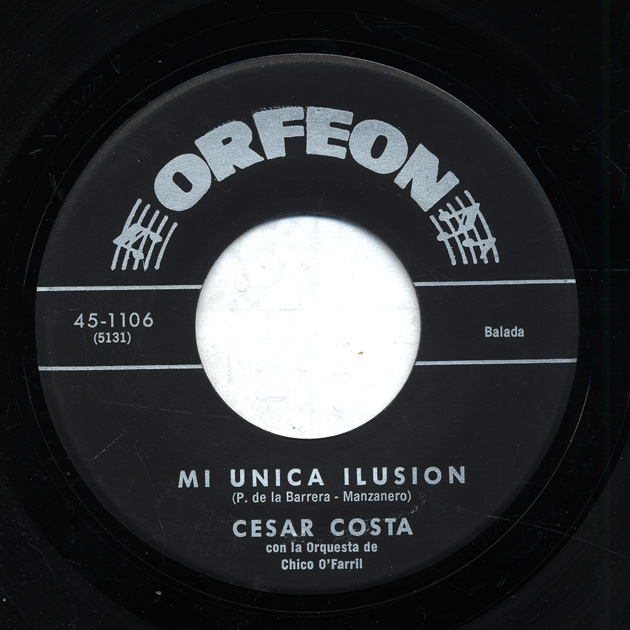 ORFEON
45-1106
(5131)
Balada
MI UNICA ILUSION
(P. de la Barrera - Manzanero)
CESAR COSTA
con la Orquesta de
Chico O'Farril